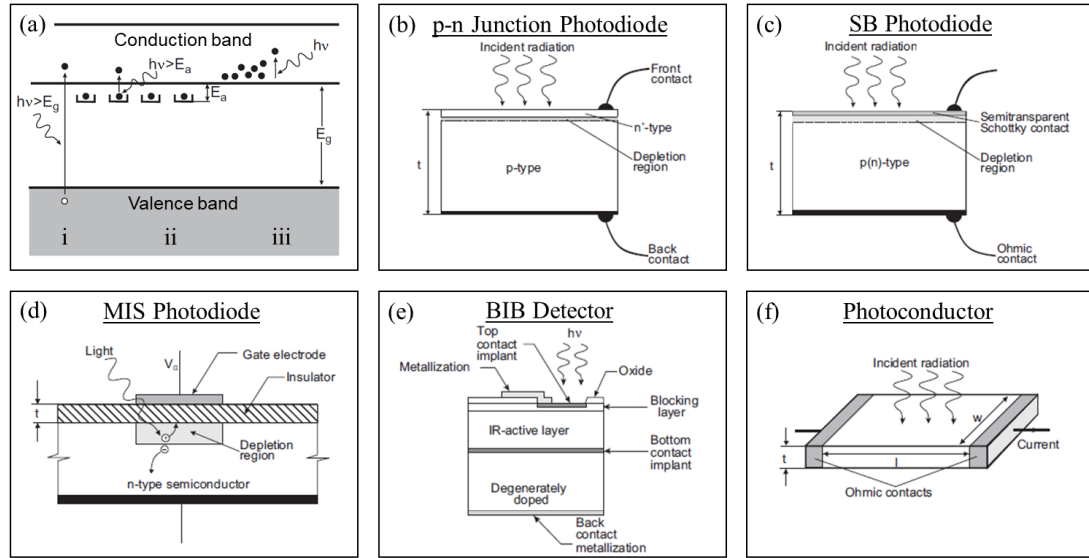 (a)
Conduction band
hν
hν>Eₐ
Eₐ
hν>E_g
E_g
Valence band
i
ii
iii
(b)
p-n Junction Photodiode
Incident radiation
Front
contact
n'-type
Depletion
region
t
p-type
Back
contact
(c)
SB Photodiode
Incident radiation
Semitransparent
Schottky contact
t
p(n)-type
Depletion
region
Ohmic
contact
(d)
MIS Photodiode
Light
Gate electrode
Insulator
t
Depletion
region
n-type semiconductor
(e)
BIB Detector
Top
contact
implant
hν
Metallization
Oxide
Blocking
layer
IR-active layer
Bottom
contact
implant
Degenerately
doped
Back
contact
metallization
(f)
Photoconductor
Incident radiation
w
Current
t
l
Ohmic contacts